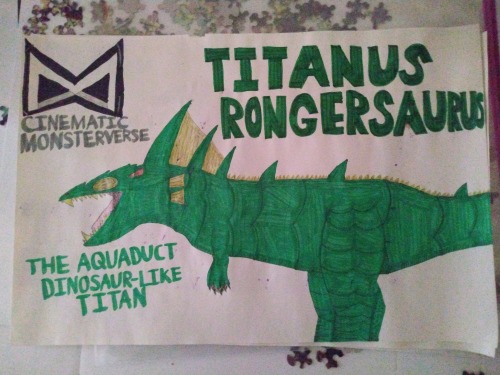 TITANUS
RONGERSAURUS
CINEMATIC
MONSTERVERSE
THE AQUADUCT
DINOSAUR-LIKE
TITAN